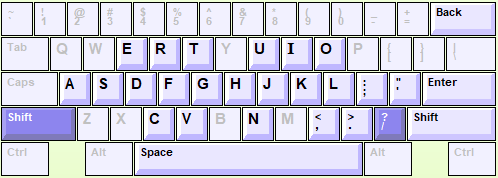 ~ ` ! 1 @ 2 # 3 $ 4 % 5 ^ 6 & 7 * 8 ( 9 ) 0 _ - + = Back
Tab Q W E R T Y U I O P { [ } ] | \
Caps A S D F G H J K L : ; " ' Enter
Shift Z X C V B N M < , > . ? / Shift
Ctrl Alt Space Alt Ctrl